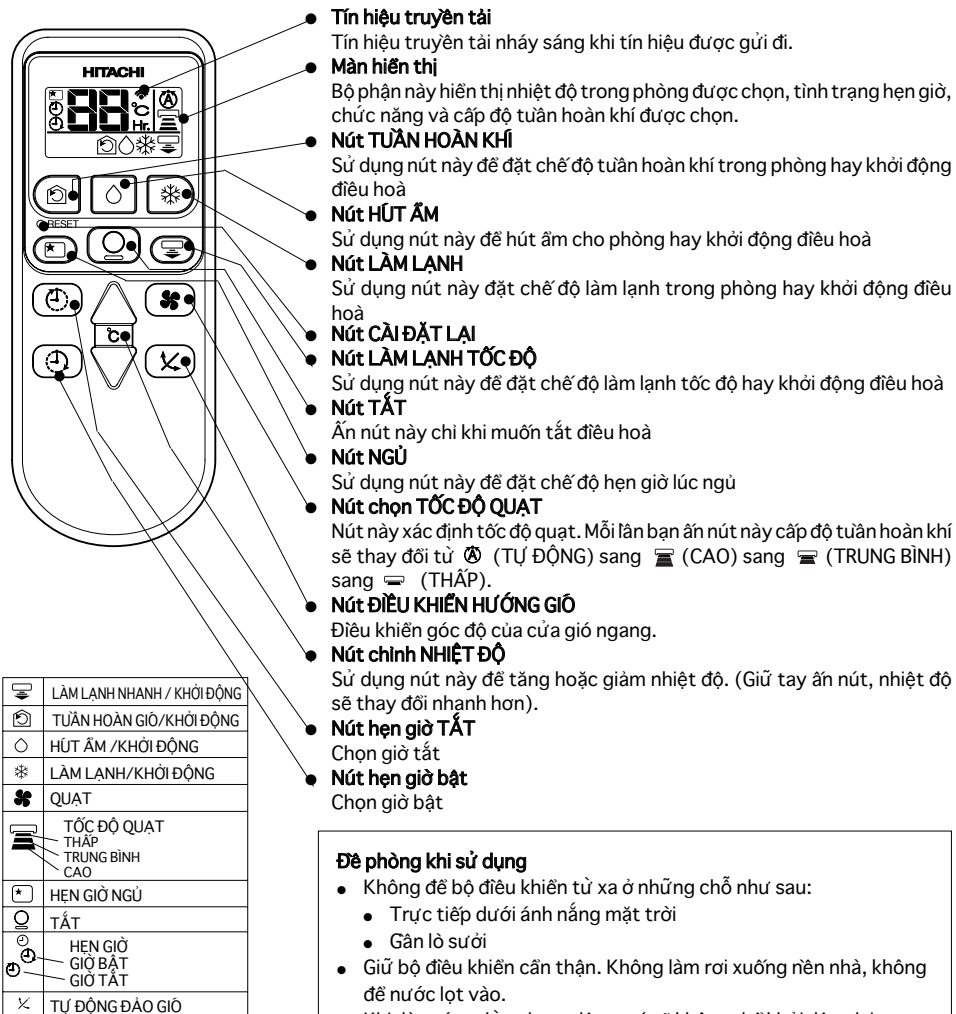 Tín hiệu truyền tải
Tín hiệu truyền tải nháy sáng khi tín hiệu được gửi đi.
Màn hiển thị
Bộ phận này hiển thị nhiệt độ trong phòng được chọn, tình trạng hẹn giờ,
chức năng và cấp độ tuần hoàn khí được chọn.
Nút TUẦN HOÀN KHÍ
Sử dụng nút này để đặt chế độ tuần hoàn khí trong phòng hay khởi động
điều hoà
Nút HÚT ẨM
Sử dụng nút này để hút ẩm cho phòng hay khởi động điều hoà
Nút LÀM LẠNH
Sử dụng nút này đặt chế độ làm lạnh trong phòng hay khởi động điều
hoà
Nút CÀI ĐẶT LẠI
Nút LÀM LẠNH TỐC ĐỘ
Sử dụng nút này để đặt chế độ làm lạnh tốc độ hay khởi động điều hoà
Nút TẮT
Ấn nút này chỉ khi muốn tắt điều hoà
Nút NGỦ
Sử dụng nút này để đặt chế độ hẹn giờ lúc ngủ
Nút chọn TỐC ĐỘ QUẠT
Nút này xác định tốc độ quạt. Mỗi lần bạn ấn nút này cấp độ tuần hoàn khí
sẽ thay đổi từ (TỰ ĐỘNG) sang (CAO) sang (TRUNG BÌNH)
sang (THẤP).
Nút ĐIỀU KHIỂN HƯỚNG GIÓ
Điều khiển góc độ của cửa gió ngang.
Nút chỉnh NHIỆT ĐỘ
Sử dụng nút này để tăng hoặc giảm nhiệt độ. (Giữ tay ấn nút, nhiệt độ
sẽ thay đổi nhanh hơn).
Nút hẹn giờ TẮT
Chọn giờ tắt
Nút hẹn giờ bật
Chọn giờ bật
HITACHI
88
°C
Hr.
RESET
°C
LÀM LẠNH NHANH / KHỞI ĐỘNG
TUẦN HOÀN GIÓ/KHỞI ĐỘNG
HÚT ẨM /KHỞI ĐỘNG
LÀM LẠNH/KHỞI ĐỘNG
QUẠT
TỐC ĐỘ QUẠT
THẤP
TRUNG BÌNH
CAO
HẸN GIỜ NGỦ
TẮT
HẸN GIỜ
GIỜ BẬT
GIỜ TẮT
TỰ ĐỘNG ĐẢO GIÓ
Đề phòng khi sử dụng
Không để bộ điều khiển từ xa ở những chỗ như sau:
Trực tiếp dưới ánh nắng mặt trời
Gần lò sưởi
Giữ bộ điều khiển cẩn thận. Không làm rơi xuống nền nhà, không
để nước lọt vào.